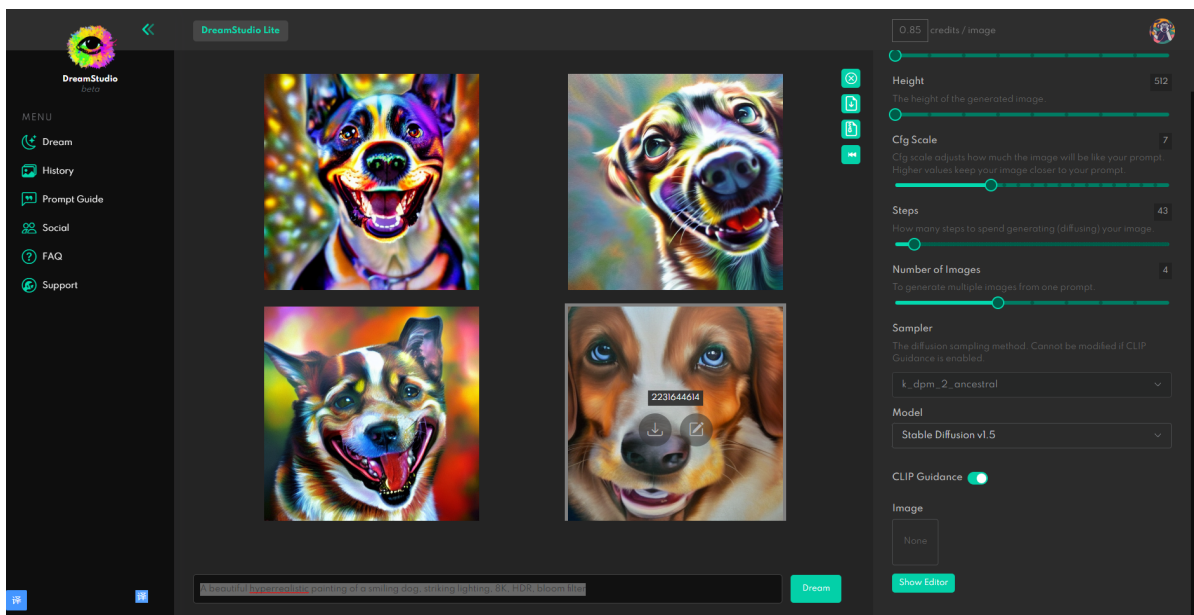 DreamStudio
beta
MENU
Dream
History
Prompt Guide
Social
FAQ
Support
译
译
DreamStudio Lite
2231644614
A beautiful hyperrealistic painting of a smiling dog, striking lighting, 8K, HDR, bloom filter
Dream
0.85 credits / image
Height 512
The height of the generated image.
Cfg Scale 7
Cfg scale adjusts how much the image will be like your prompt.
Higher values keep your image closer to your prompt.
Steps 43
How many steps to spend generating (diffusing) your image.
Number of Images 4
To generate multiple images from one prompt.
Sampler
The diffusion sampling method. Cannot be modified if CLIP
Guidance is enabled.
k_dpm_2_ancestral
Model
Stable Diffusion v1.5
CLIP Guidance
Image
None
Show Editor